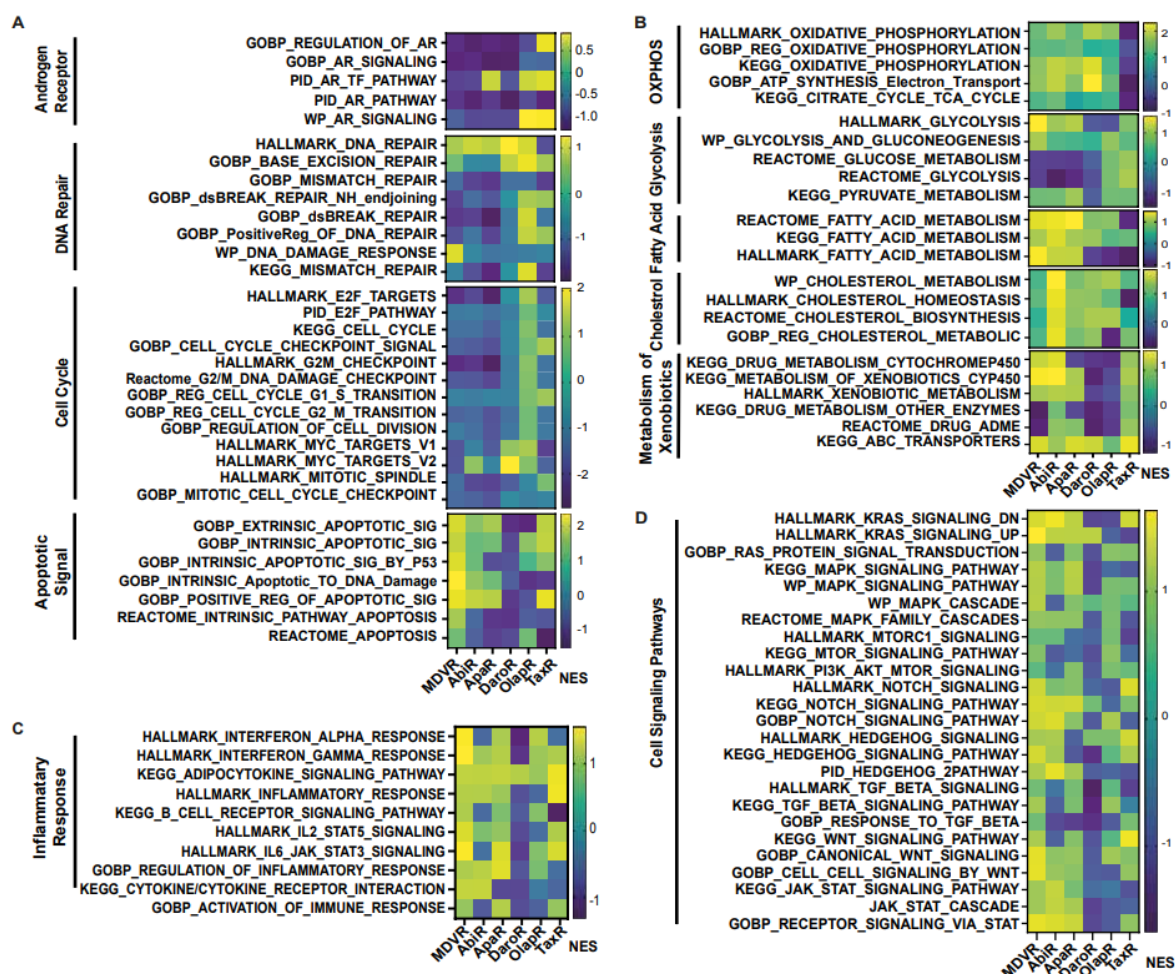 A
Androgen
Receptor
GOBP_REGULATION_OF_AR
GOBP_AR_SIGNALING
PID_AR_TF_PATHWAY
PID_AR_PATHWAY
WP_AR_SIGNALING
0.5
0
-0.5
-1.0
DNA Repair
HALLMARK_DNA_REPAIR
GOBP_BASE_EXCISION_REPAIR
GOBP_MISMATCH_REPAIR
GOBP_dsBREAK_REPAIR_NH_endjoining
GOBP_dsBREAK_REPAIR
GOBP_PositiveReg_OF_DNA_REPAIR
WP_DNA_DAMAGE_RESPONSE
KEGG_MISMATCH_REPAIR
1
0
-1
Cell Cycle
HALLMARK_E2F_TARGETS
PID_E2F_PATHWAY
KEGG_CELL_CYCLE
GOBP_CELL_CYCLE_CHECKPOINT_SIGNAL
HALLMARK_G2M_CHECKPOINT
Reactome_G2/M_DNA_DAMAGE_CHECKPOINT
GOBP_REG_CELL_CYCLE_G1_S_TRANSITION
GOBP_REG_CELL_CYCLE_G2_M_TRANSITION
GOBP_REGULATION_OF_CELL_DIVISION
HALLMARK_MYC_TARGETS_V1
HALLMARK_MYC_TARGETS_V2
HALLMARK_MITOTIC_SPINDLE
GOBP_MITOTIC_CELL_CYCLE_CHECKPOINT
2
1
0
-1
-2
Apoptotic
Signal
GOBP_EXTRINSIC_APOPTOTIC_SIG
GOBP_INTRINSIC_APOPTOTIC_SIG
GOBP_INTRINSIC_APOPTOTIC_SIG_BY_P53
GOBP_INTRINSIC_Apoptotic_TO_DNA_Damage
GOBP_POSITIVE_REG_OF_APOPTOTIC_SIG
REACTOME_INTRINSIC_PATHWAY_APOPTOSIS
REACTOME_APOPTOSIS
2
1
0
-1
MDVR
AbiR
ApaR
DaroR
OlapR
TaxR
NES
B
OXPHOS
HALLMARK_OXIDATIVE_PHOSPHORYLATION
GOBP_REG_OXIDATIVE_PHOSPHORYLATION
KEGG_OXIDATIVE_PHOSPHORYLATION
GOBP_ATP_SYNTHESIS_Electron_Transport
KEGG_CITRATE_CYCLE_TCA_CYCLE
2
1
0
-1
Glycolysis
HALLMARK_GLYCOLYSIS
WP_GLYCOLYSIS_AND_GLUCONEOGENESIS
REACTOME_GLUCOSE_METABOLISM
REACTOME_GLYCOLYSIS
KEGG_PYRUVATE_METABOLISM
1
0
-1
Fatty Acid
REACTOME_FATTY_ACID_METABOLISM
KEGG_FATTY_ACID_METABOLISM
HALLMARK_FATTY_ACID_METABOLISM
1
0
-1
Cholestrol
WP_CHOLESTEROL_METABOLISM
HALLMARK_CHOLESTEROL_HOMEOSTASIS
REACTOME_CHOLESTEROL_BIOSYNTHESIS
GOBP_REG_CHOLESTEROL_METABOLIC
1
0
-1
Metabolism of
Xenobiotics
KEGG_DRUG_METABOLISM_CYTOCHROMEP450
KEGG_METABOLISM_OF_XENOBIOTICS_CYP450
HALLMARK_XENOBIOTIC_METABOLISM
KEGG_DRUG_METABOLISM_OTHER_ENZYMES
REACTOME_DRUG_ADME
KEGG_ABC_TRANSPORTERS
1
0
-1
MDVR
AbiR
ApaR
DaroR
OlapR
TaxR
NES
C
Inflammatary
Response
HALLMARK_INTERFERON_ALPHA_RESPONSE
HALLMARK_INTERFERON_GAMMA_RESPONSE
KEGG_ADIPOCYTOKINE_SIGNALING_PATHWAY
HALLMARK_INFLAMMATORY_RESPONSE
KEGG_B_CELL_RECEPTOR_SIGNALING_PATHWAY
HALLMARK_IL2_STAT5_SIGNALING
HALLMARK_IL6_JAK_STAT3_SIGNALING
GOBP_REGULATION_OF_INFLAMMATORY_RESPONSE
KEGG_CYTOKINE/CYTOKINE_RECEPTOR_INTERACTION
GOBP_ACTIVATION_OF_IMMUNE_RESPONSE
1
0
-1
MDVR
AbiR
ApaR
DaroR
OlapR
TaxR
NES
D
Cell Signaling Pathways
HALLMARK_KRAS_SIGNALING_DN
HALLMARK_KRAS_SIGNALING_UP
GOBP_RAS_PROTEIN_SIGNAL_TRANSDUCTION
KEGG_MAPK_SIGNALING_PATHWAY
WP_MAPK_SIGNALING_PATHWAY
WP_MAPK_CASCADE
REACTOME_MAPK_FAMILY_CASCADES
HALLMARK_MTORC1_SIGNALING
KEGG_MTOR_SIGNALING_PATHWAY
HALLMARK_PI3K_AKT_MTOR_SIGNALING
HALLMARK_NOTCH_SIGNALING
KEGG_NOTCH_SIGNALING_PATHWAY
GOBP_NOTCH_SIGNALING_PATHWAY
HALLMARK_HEDGEHOG_SIGNALING
KEGG_HEDGEHOG_SIGNALING_PATHWAY
PID_HEDGEHOG_2PATHWAY
HALLMARK_TGF_BETA_SIGNALING
KEGG_TGF_BETA_SIGNALING_PATHWAY
GOBP_RESPONSE_TO_TGF_BETA
KEGG_WNT_SIGNALING_PATHWAY
GOBP_CANONICAL_WNT_SIGNALING
GOBP_CELL_CELL_SIGNALING_BY_WNT
KEGG_JAK_STAT_SIGNALING_PATHWAY
JAK_STAT_CASCADE
GOBP_RECEPTOR_SIGNALING_VIA_STAT
1
0
-1
MDVR
AbiR
ApaR
DaroR
OlapR
TaxR
NES